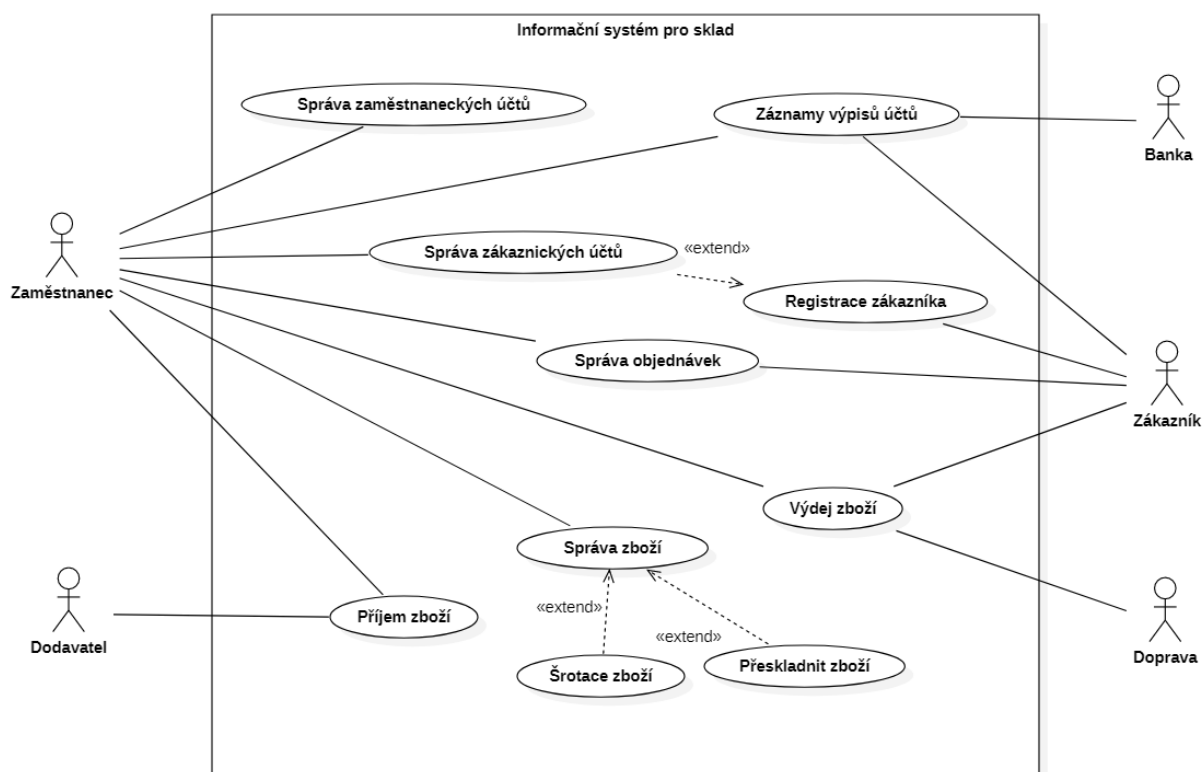 Informační systém pro sklad
Správa zaměstnaneckých účtů
Záznamy výpisů účtů
Banka
Zaměstnanec
Správa zákaznických účtů
«extend»
Registrace zákazníka
Správa objednávek
Zákazník
Výdej zboží
Správa zboží
Dodavatel
Příjem zboží
«extend»
«extend»
Doprava
Šrotace zboží
Přeskladnit zboží